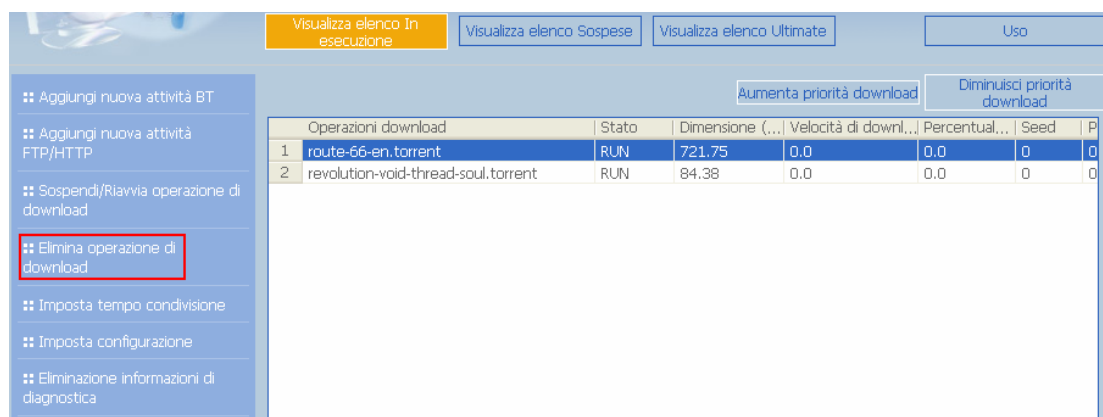 Visualizza elenco In
esecuzione
Visualizza elenco Sospese
Visualizza elenco Ultimate
Uso
Aggiungi nuova attività BT
Aggiungi nuova attività
FTP/HTTP
Sospendi/Riavvia operazione di
download
Elimina operazione di
download
Imposta tempo condivisione
Imposta configurazione
Eliminazione informazioni di
diagnostica
Aumenta priorità download
Diminuisci priorità
download
Operazioni download Stato Dimensione (... Velocità di downl... Percentual... Seed P
1 route-66-en.torrent RUN 721.75 0.0 0.0 0 0
2 revolution-void-thread-soul.torrent RUN 84.38 0.0 0.0 0 0